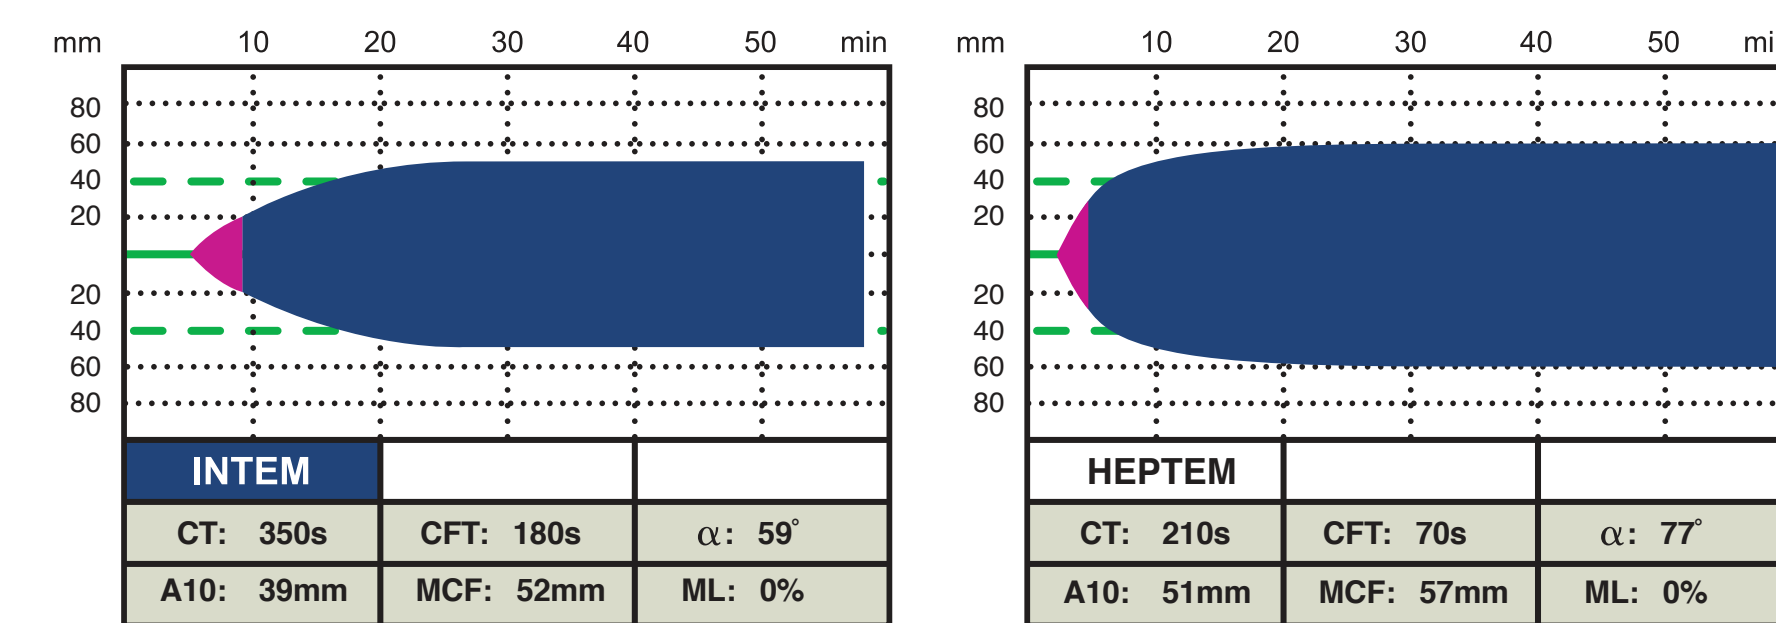 mm 10 20 30 40 50 min
80
60
40
20
20
40
60
80
INTEM
CT: 350s CFT: 180s α: 59°
A10: 39mm MCF: 52mm ML: 0%
mm 10 20 30 40 50 mi
80
60
40
20
20
40
60
80
HEPTEM
CT: 210s CFT: 70s α: 77°
A10: 51mm MCF: 57mm ML: 0%